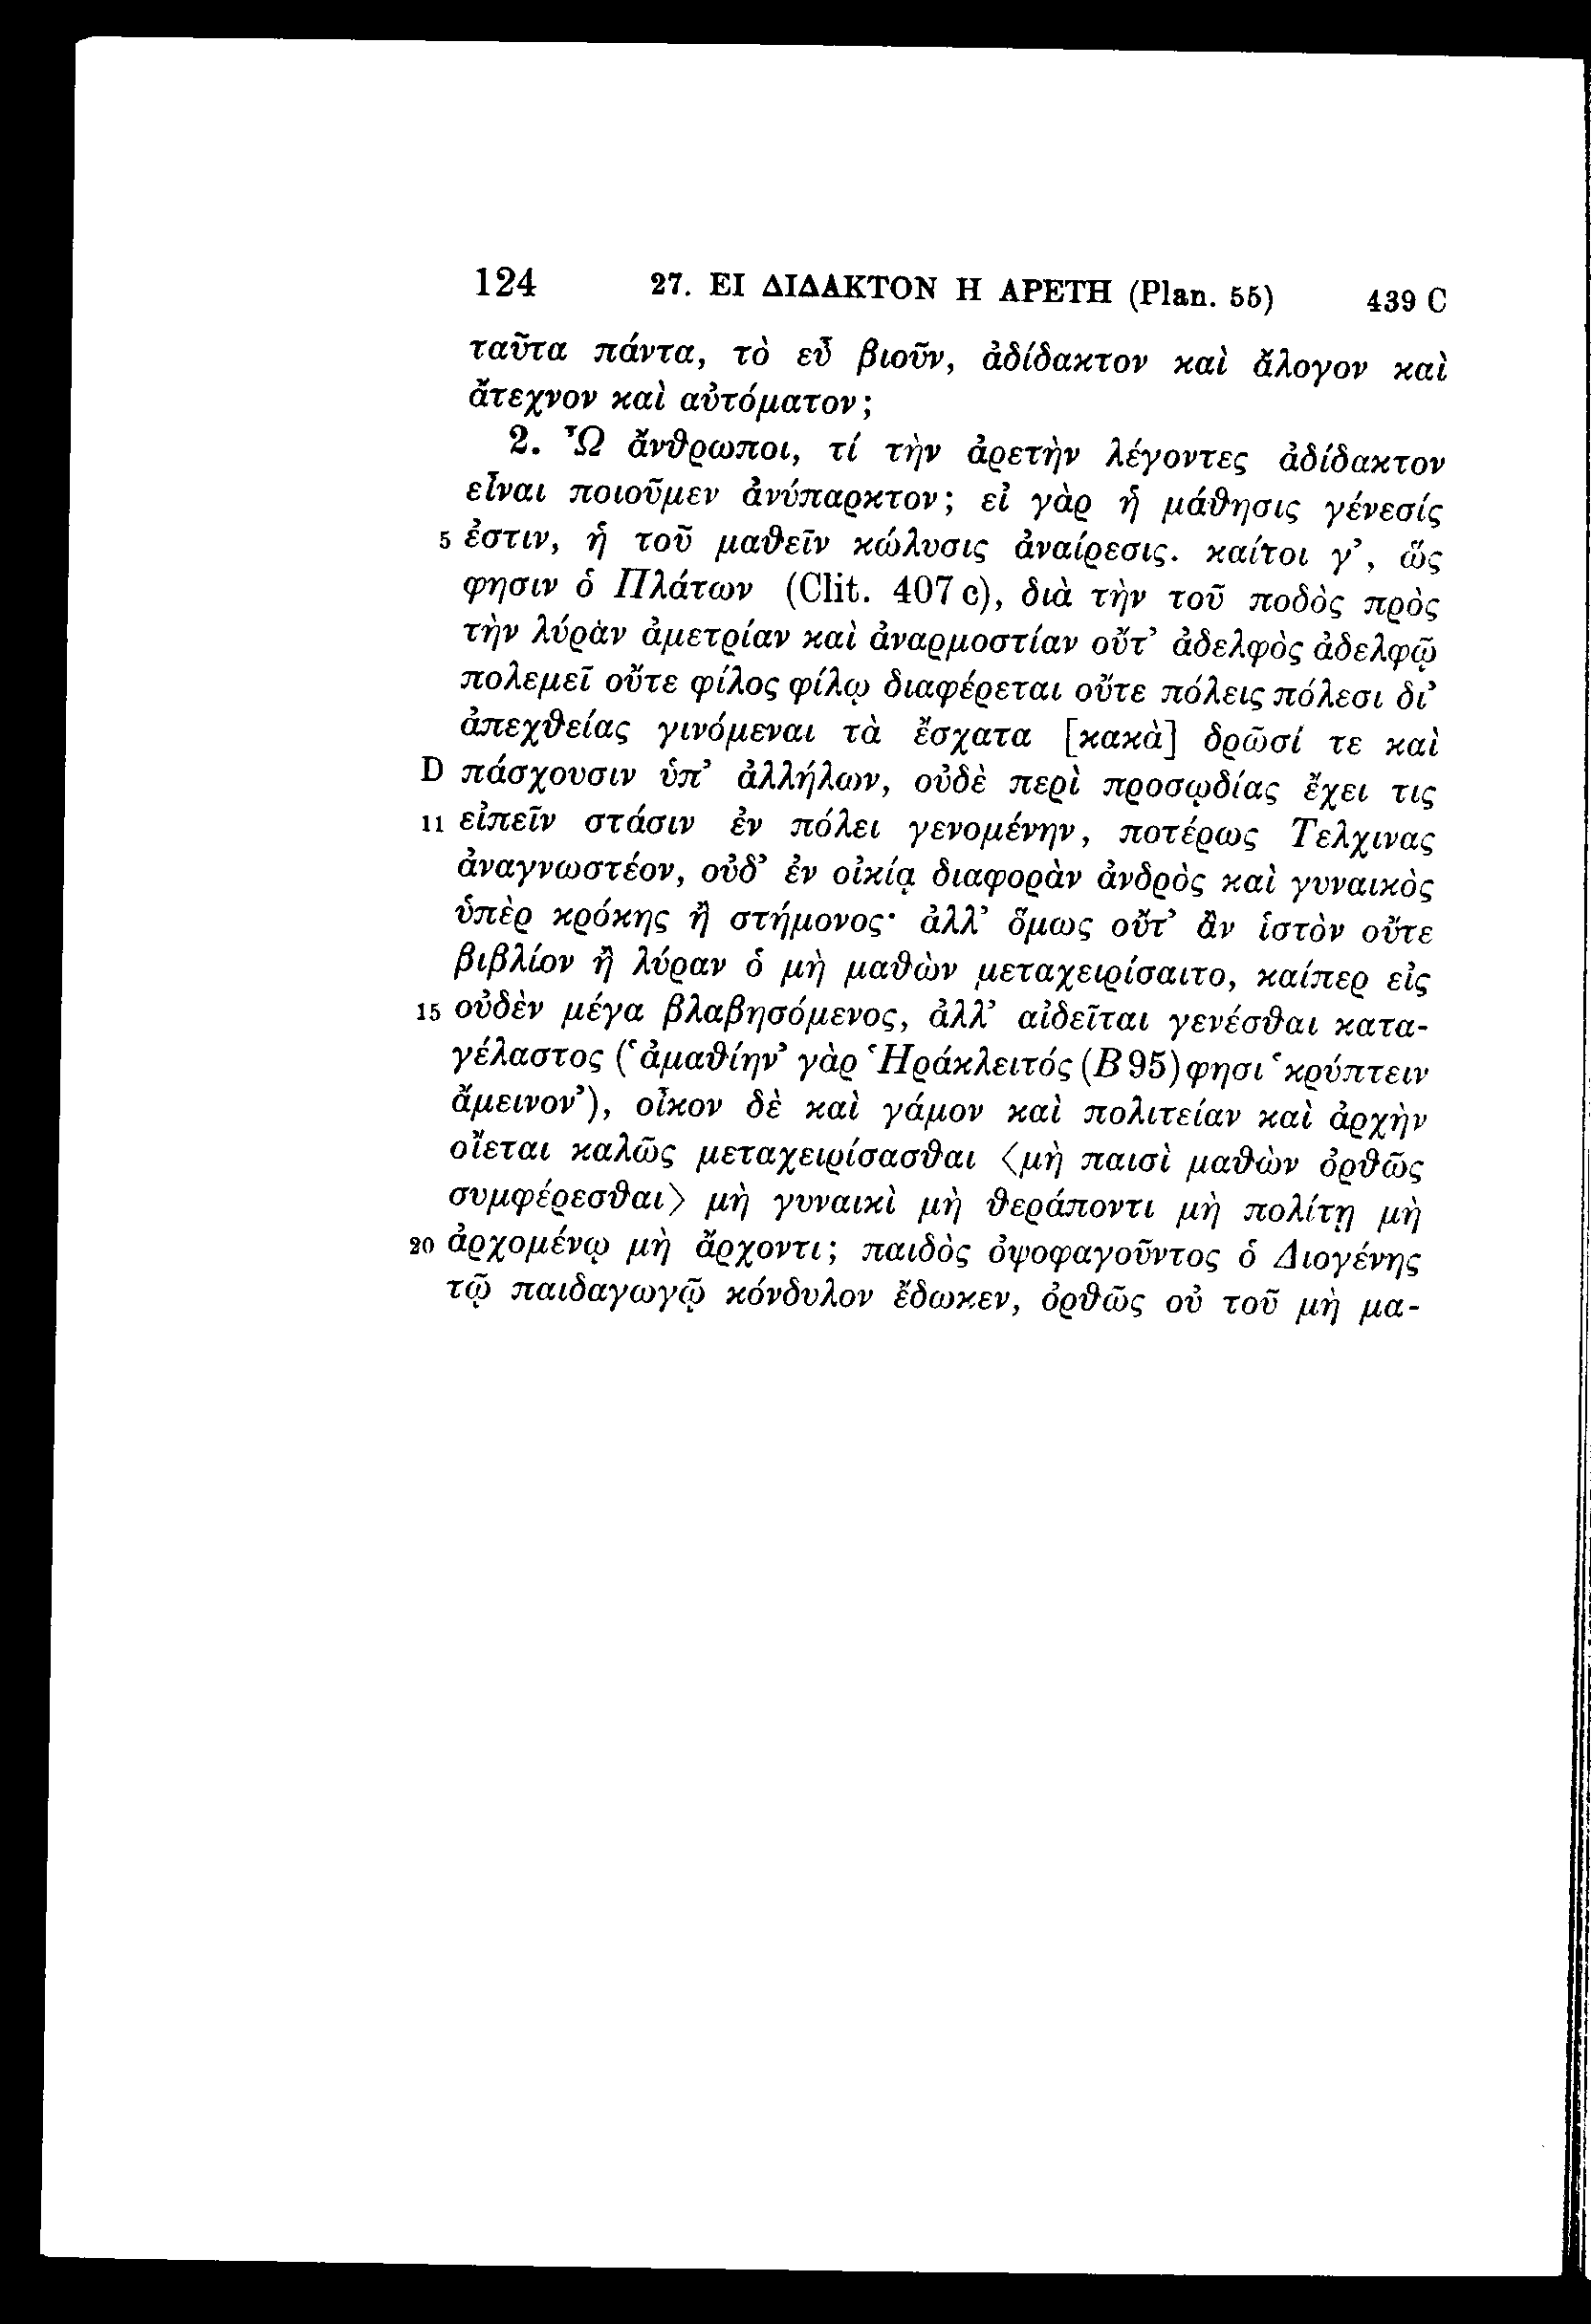 124 27. ΕΙ ΔΙΔΑΚΤΟΝ Η ΑΡΕΤΗ (Plan. 55) 439 C
ταῦτα πάντα, τὸ εὖ βιοῦν, ἀδίδακτον καὶ ἄλογον καὶ
ἄτεχνον καὶ αὐτόματον;
2. Ὦ ἄνθρωποι, τί τὴν ἀρετὴν λέγοντες ἀδίδακτον
εἶναι ποιοῦμεν ἀνύπαρκτον; εἰ γὰρ ἡ μάθησις γένεσίς
5 ἐστιν, ἡ τοῦ μαθεῖν κώλυσις ἀναίρεσις. καίτοι γ’, ὥς
φησιν ὁ Πλάτων (Clit. 407 c), διὰ τὴν τοῦ ποδὸς πρὸς
τὴν λύραν ἀμετρίαν καὶ ἀναρμοστίαν οὔτ’ ἀδελφὸς ἀδελφῷ
πολεμεῖ οὔτε φίλος φίλῳ διαφέρεται οὔτε πόλεις πόλεσι δι’
ἀπεχθείας γινόμεναι τὰ ἔσχατα [κακὰ] δρῶσί τε καὶ
D πάσχουσιν ὑπ’ ἀλλήλων, οὐδὲ περὶ προσῳδίας ἔχει τις
11 εἰπεῖν στάσιν ἐν πόλει γενομένην, ποτέρως Τελχινας
ἀναγνωστέον, οὐδ’ ἐν οἰκίᾳ διαφορὰν ἀνδρὸς καὶ γυναικὸς
ὑπὲρ κρόκης ἢ στήμονος· ἀλλ’ ὅμως οὔτ’ ἂν ἱστὸν οὔτε
βιβλίον ἢ λύραν ὁ μὴ μαθὼν μεταχειρίσαιτο, καίπερ εἰς
15 οὐδὲν μέγα βλαβησόμενος, ἀλλ’ αἰδεῖται γενέσθαι κατα-
γέλαστος (‘ἀμαθίην’ γὰρ Ἡράκλειτός (B 95) φησι ‘κρύπτειν
ἄμεινον’), οἶκον δὲ καὶ γάμον καὶ πολιτείαν καὶ ἀρχὴν
οἴεται καλῶς μεταχειρίσασθαι ⟨μὴ παισὶ μαθὼν ὀρθῶς
συμφέρεσθαι⟩ μὴ γυναικὶ μὴ θεράποντι μὴ πολίτῃ μὴ
20 ἀρχομένῳ μὴ ἄρχοντι; παιδὸς ὀψοφαγοῦντος ὁ Διογένης
τῷ παιδαγωγῷ κόνδυλον ἔδωκεν, ὀρθῶς οὐ τοῦ μὴ μα-